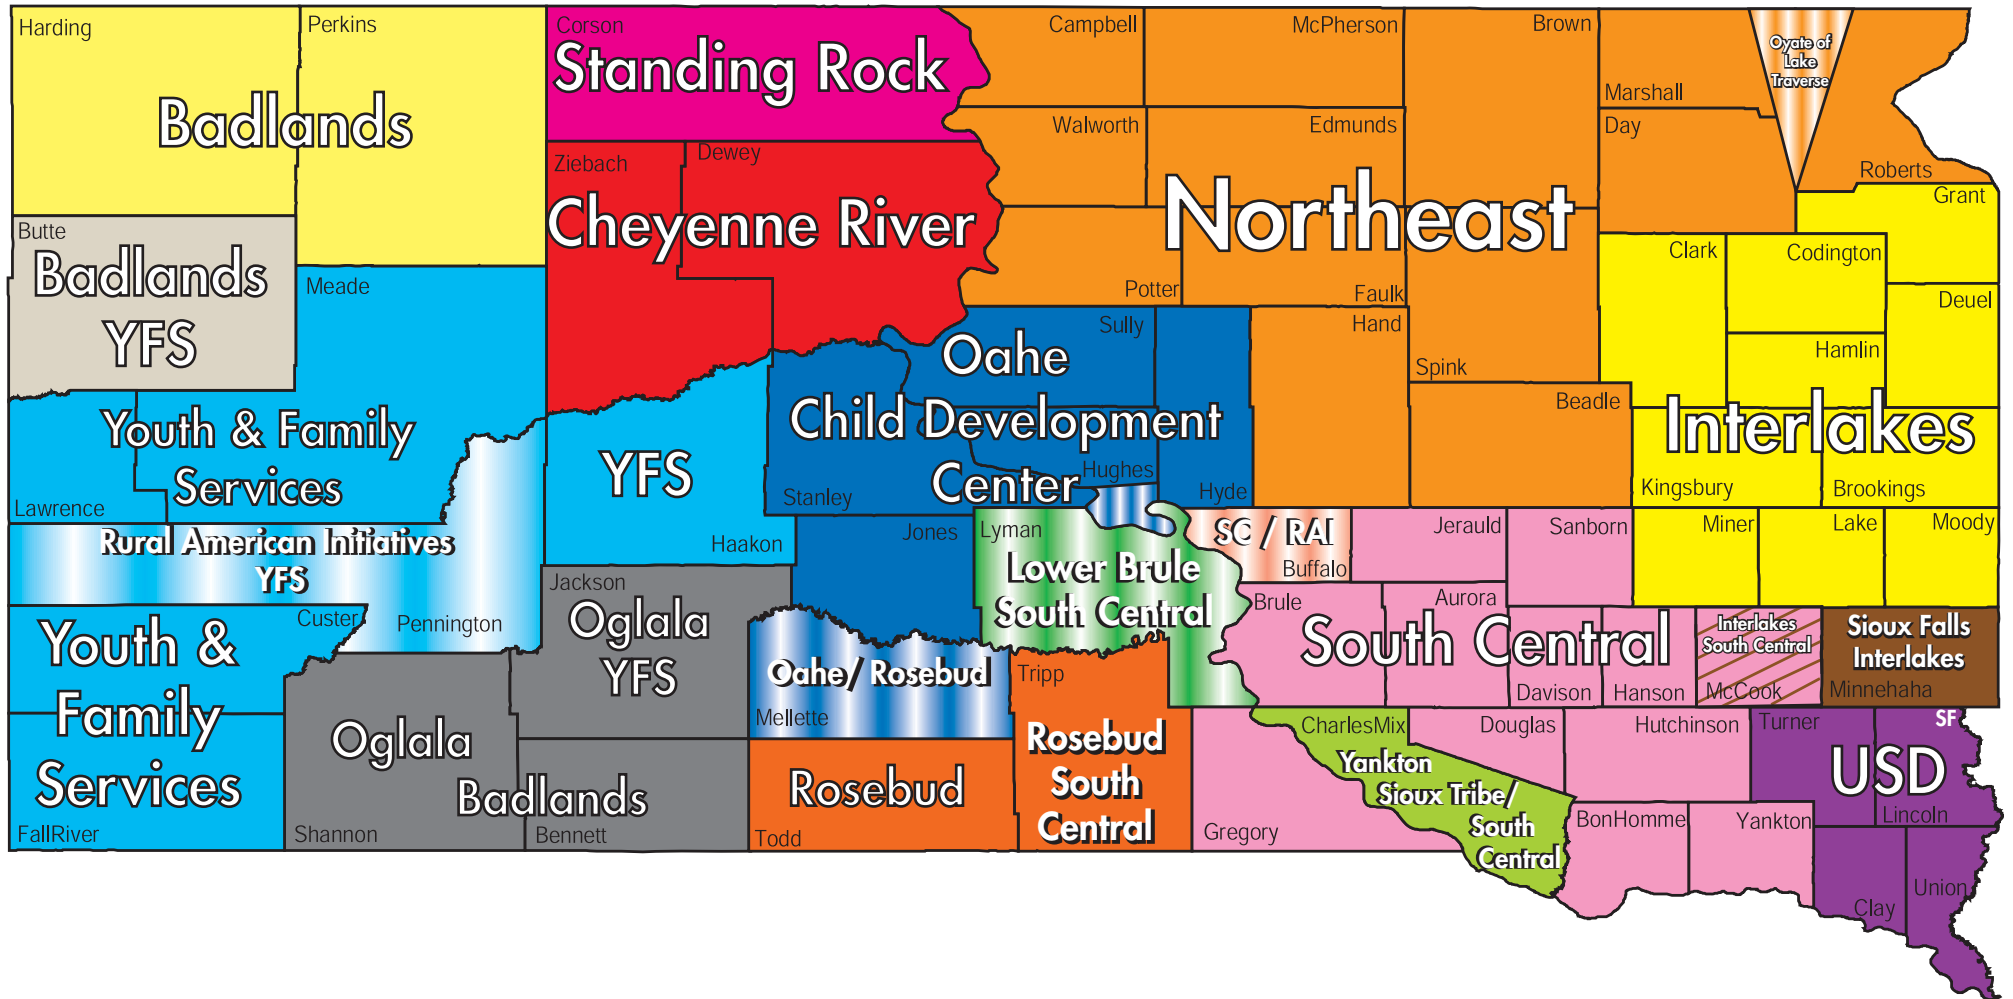 Harding
Perkins
Badlands
Corson
Standing Rock
Campbell
McPherson
Brown
Marshall
Oyate of
Lake
Traverse
Roberts
Butte
Badlands
YFS
Meade
Ziebach
Dewey
Cheyenne River
Walworth
Edmunds
Day
Northeast
Potter
Faulk
Grant
Clark
Codington
Deuel
Hamlin
Interlakes
Kingsbury
Brookings
Hand
Spink
Beadle
Sully
Oahe
Child Development
Center
Hughes
Stanley
Hyde
Youth & Family
Services
Lawrence
YFS
Haakon
Rural American Initiatives
YFS
Pennington
Custer
Youth &
Family
Services
FallRiver
Jackson
Oglala
YFS
Oglala
Badlands
Shannon
Bennett
Jones
Lyman
Lower Brule
South Central
SC / RAI
Buffalo
Jerauld
Sanborn
Miner
Lake
Moody
Oahe/ Rosebud
Mellette
Rosebud
Todd
Tripp
Rosebud
South
Central
Brule
Aurora
South Central
Davison
Hanson
Interlakes
South Central
McCook
Sioux Falls
Interlakes
Minnehaha
Gregory
CharlesMix
Yankton
Sioux Tribe/
South
Central
Douglas
Hutchinson
BonHomme
Yankton
Turner
SF
USD
Lincoln
Clay
Union